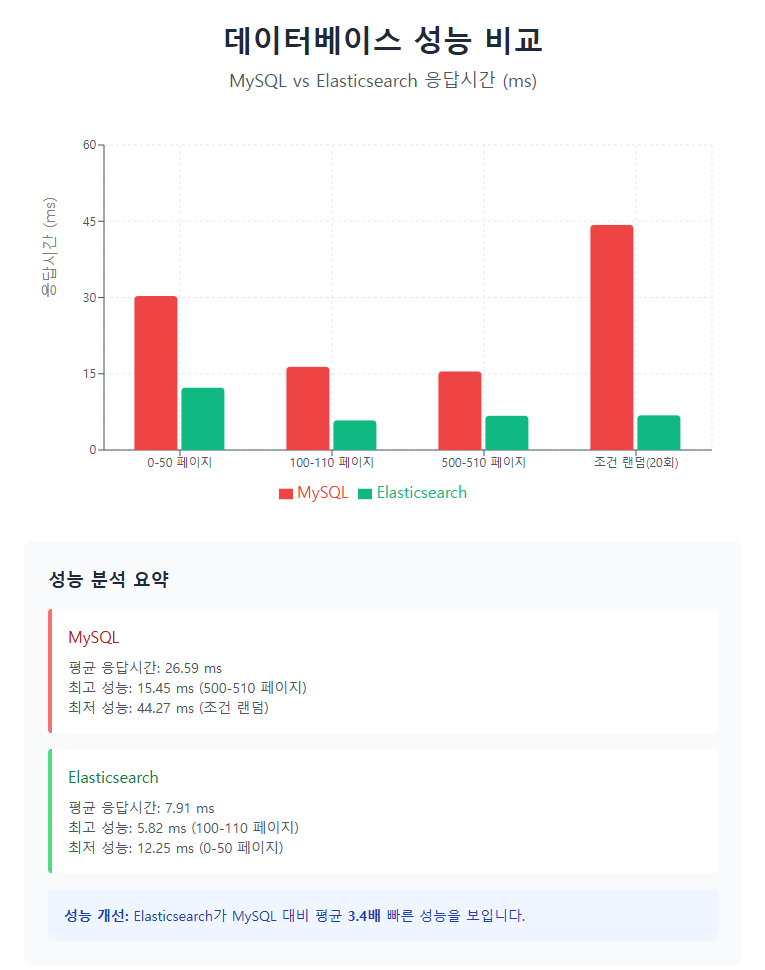 데이터베이스 성능 비교
MySQL vs Elasticsearch 응답시간 (ms)
응답시간 (ms)
60
45
30
15
0
0-50 페이지
100-110 페이지
500-510 페이지
조건 랜덤(20회)
MySQL
Elasticsearch
성능 분석 요약
MySQL
평균 응답시간: 26.59 ms
최고 성능: 15.45 ms (500-510 페이지)
최저 성능: 44.27 ms (조건 랜덤)
Elasticsearch
평균 응답시간: 7.91 ms
최고 성능: 5.82 ms (100-110 페이지)
최저 성능: 12.25 ms (0-50 페이지)
성능 개선: Elasticsearch가 MySQL 대비 평균 3.4배 빠른 성능을 보입니다.